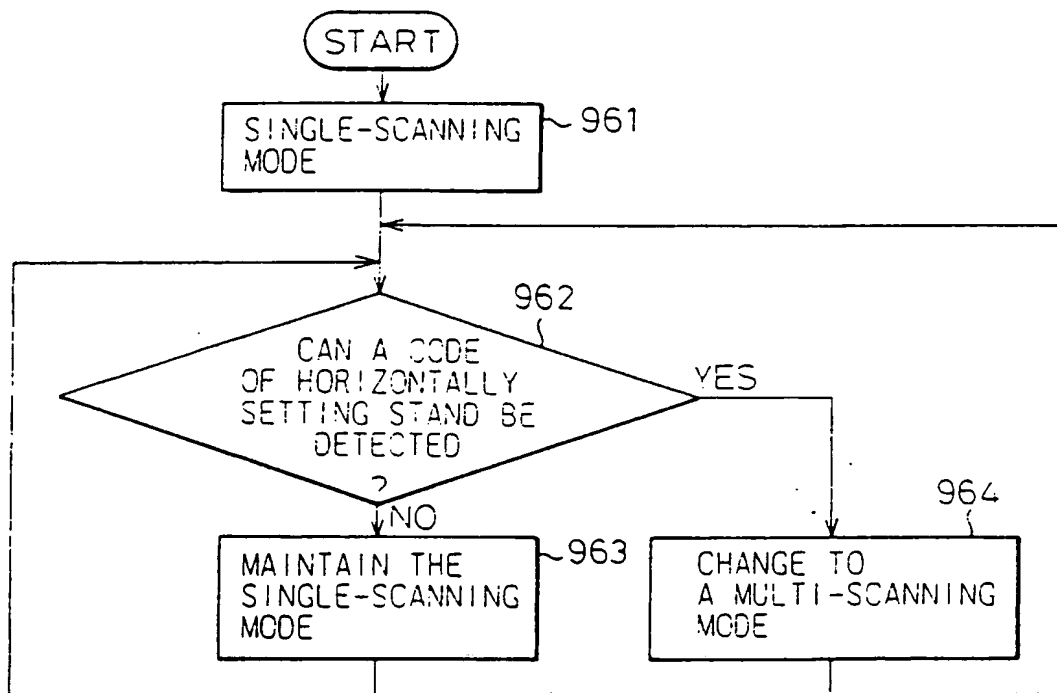 START
SINGLE-SCANNING
MODE
961
962
CAN A CODE
OF HORIZONTALLY
SETTING STAND BE
DETECTED
?
YES
NO
963
MAINTAIN THE
SINGLE-SCANNING
MODE
964
CHANGE TO
A MULTI-SCANNING
MODE